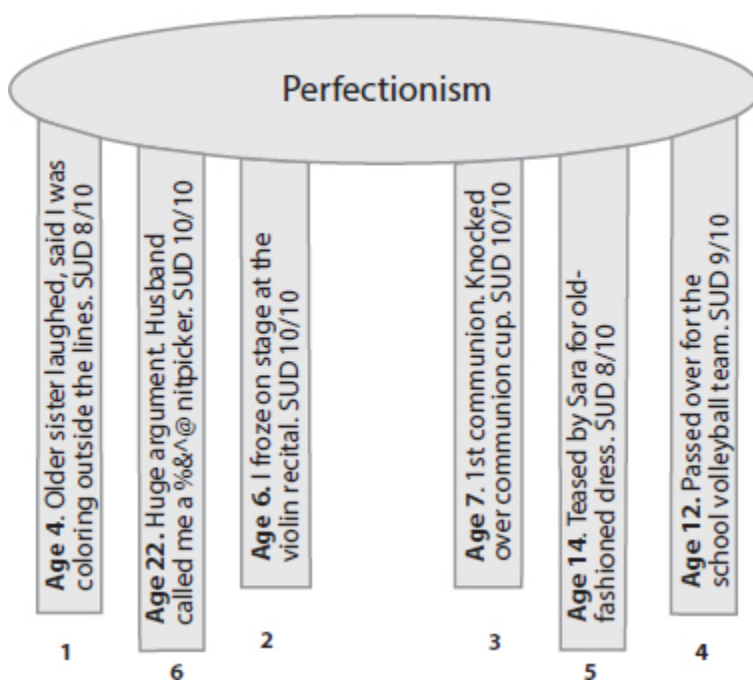 Perfectionism
Age 4. Older sister laughed, said I was
coloring outside the lines. SUD 8/10
Age 22. Huge argument. Husband
called me a %&^@ nitpicker. SUD 10/10
Age 6. I froze on stage at the
violin recital. SUD 10/10
Age 7. 1st communion. Knocked
over communion cup. SUD 10/10
Age 14. Teased by Sara for old-
fashioned dress. SUD 8/10
Age 12. Passed over for the
school volleyball team. SUD 9/10
1
6
2
3
5
4